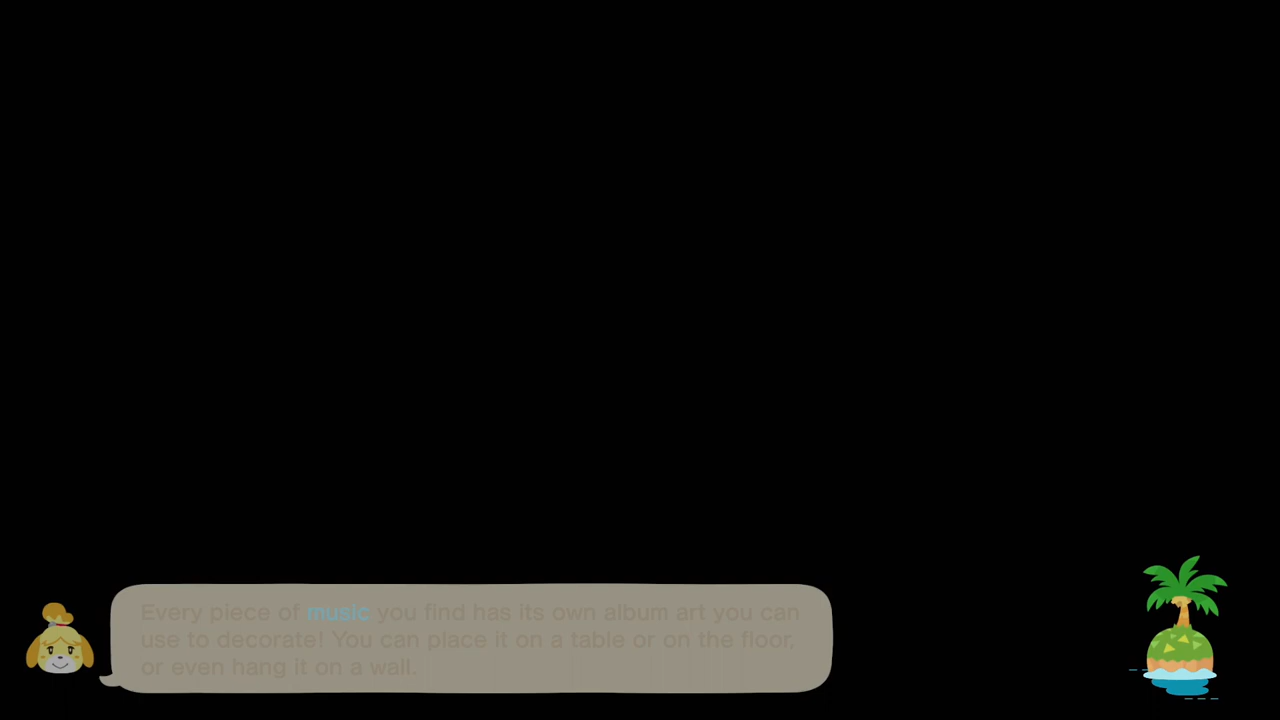 Every piece of music you find has its own album art you can
use to decorate! You can place it on a table or on the floor,
or even hang it on a wall.